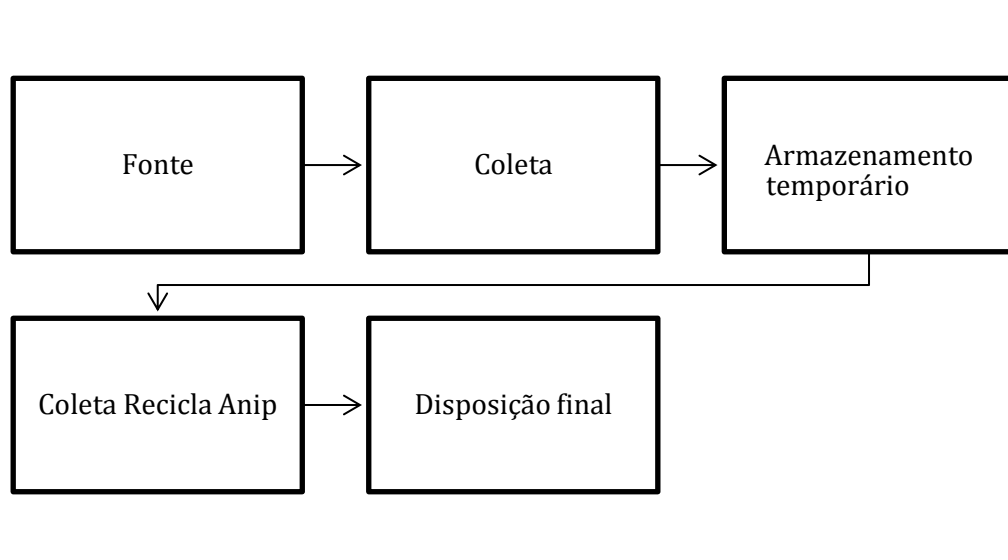 Fonte
Coleta
Armazenamento
temporário
Coleta Recicla Anip
Disposição final